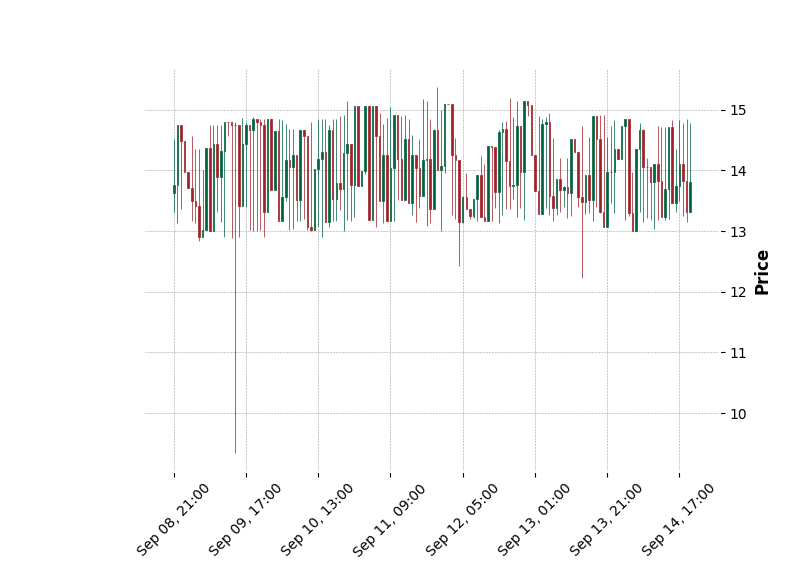 15
14
13
12
11
10
Price
Sep 08, 21:00
Sep 09, 17:00
Sep 10, 13:00
Sep 11, 09:00
Sep 12, 05:00
Sep 13, 01:00
Sep 13, 21:00
Sep 14, 17:00